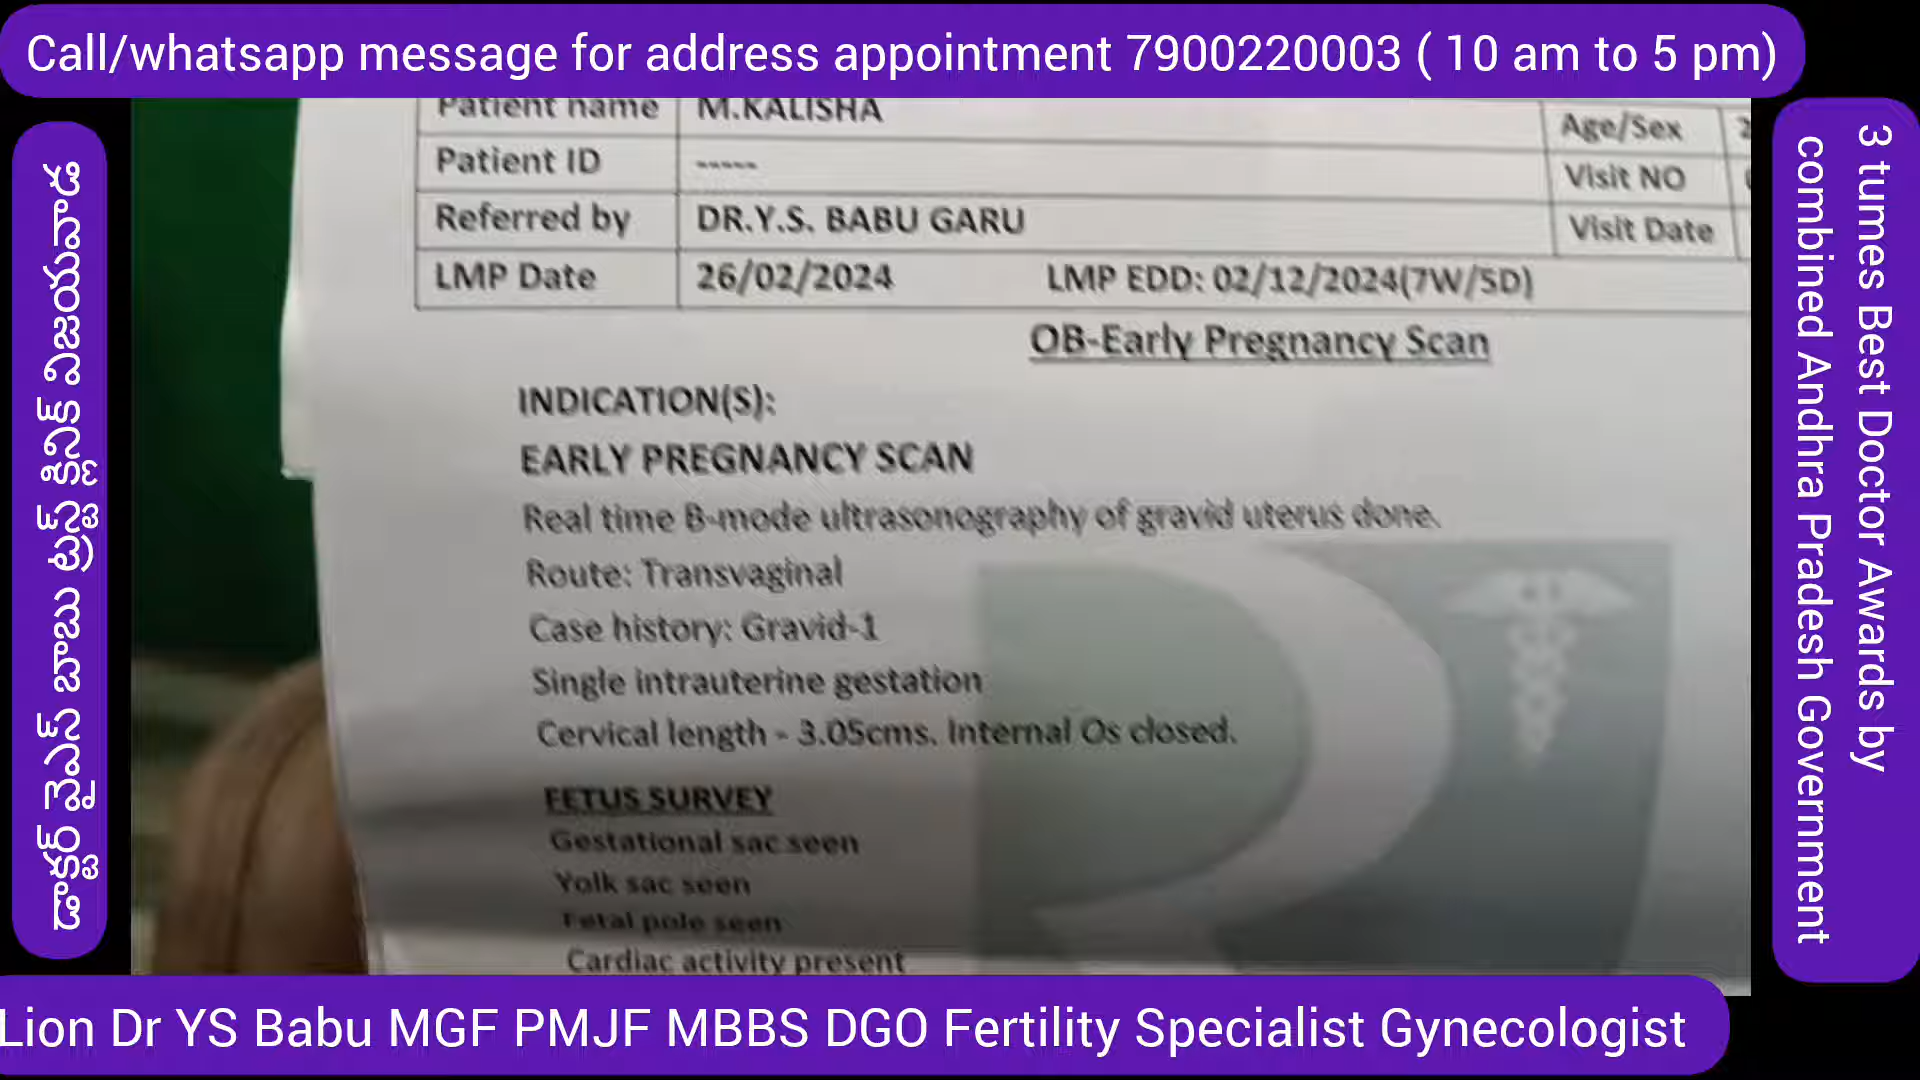 Call/whatsapp message for address appointment 7900220003 ( 10 am to 5 pm)
డాక్టర్ వైఎస్ బాబు ట్రస్ట్ క్లినిక్ విజయవాడ
Patient name M.KALISHA Age/Sex 2
Patient ID ----- Visit NO
Referred by DR.Y.S. BABU GARU Visit Date
LMP Date 26/02/2024 LMP EDD: 02/12/2024(7W/5D)
OB-Early Pregnancy Scan
INDICATION(S):
EARLY PREGNANCY SCAN
Real time B-mode ultrasonography of gravid uterus done.
Route: Transvaginal
Case history: Gravid-1
Single intrauterine gestation
Cervical length - 3.05cms. Internal Os closed.
FETUS SURVEY
Gestational sac seen
Yolk sac seen
Fetal pole seen
Cardiac activity present
3 tumes Best Doctor Awards by
combined Andhra Pradesh Government
Lion Dr YS Babu MGF PMJF MBBS DGO Fertility Specialist Gynecologist